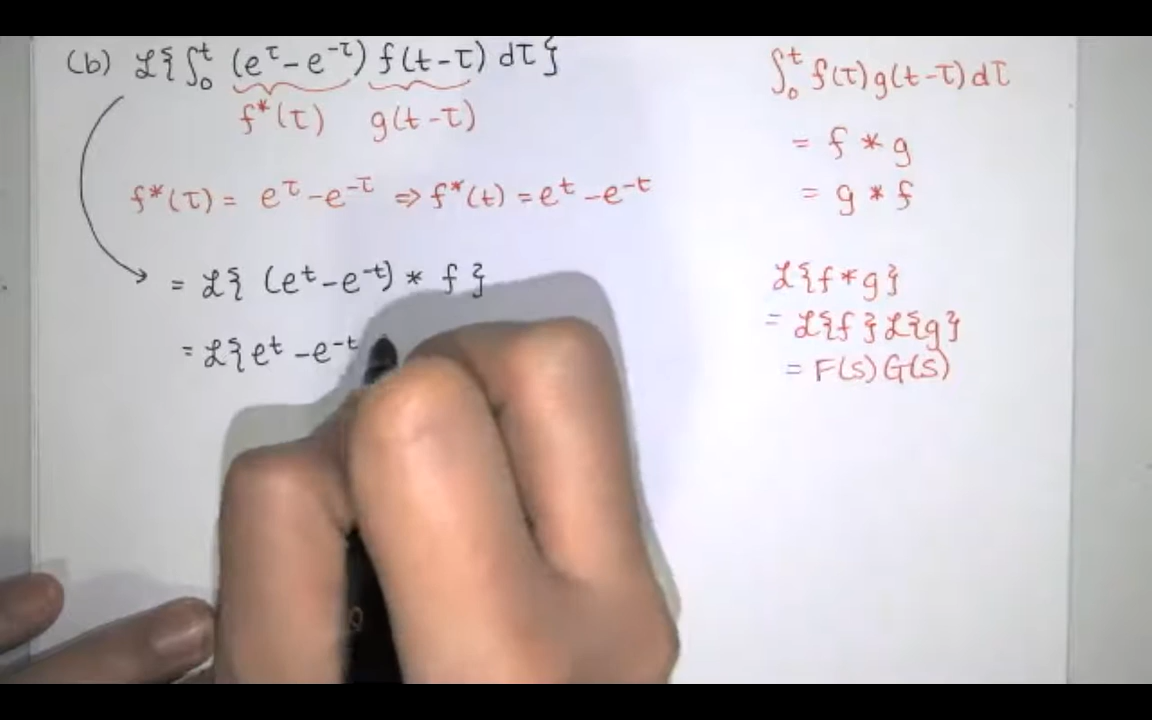 (b) ℒ{∫₀ᵗ (e^τ – e^-τ) f(t-τ) dτ}
f*(τ) g(t-τ)
f*(τ) = e^τ – e^-τ ⇒ f*(t) = e^t – e^-t
= ℒ{ (e^t – e^-t) * f }
= ℒ{e^t – e^-t
∫₀ᵗ f(τ)g(t-τ)dτ
= f * g
= g * f
ℒ{f*g}
= ℒ{f}ℒ{g}
= F(s)G(s)